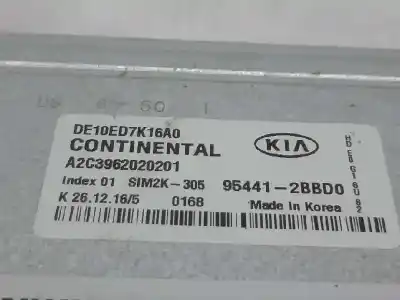 DE10ED7K16A0
CONTINENTAL
KIA
A2C3962020201
Index 01 SIM2K-305 95441-2BBD0
K 26.12.16/5 0168 Made in Korea